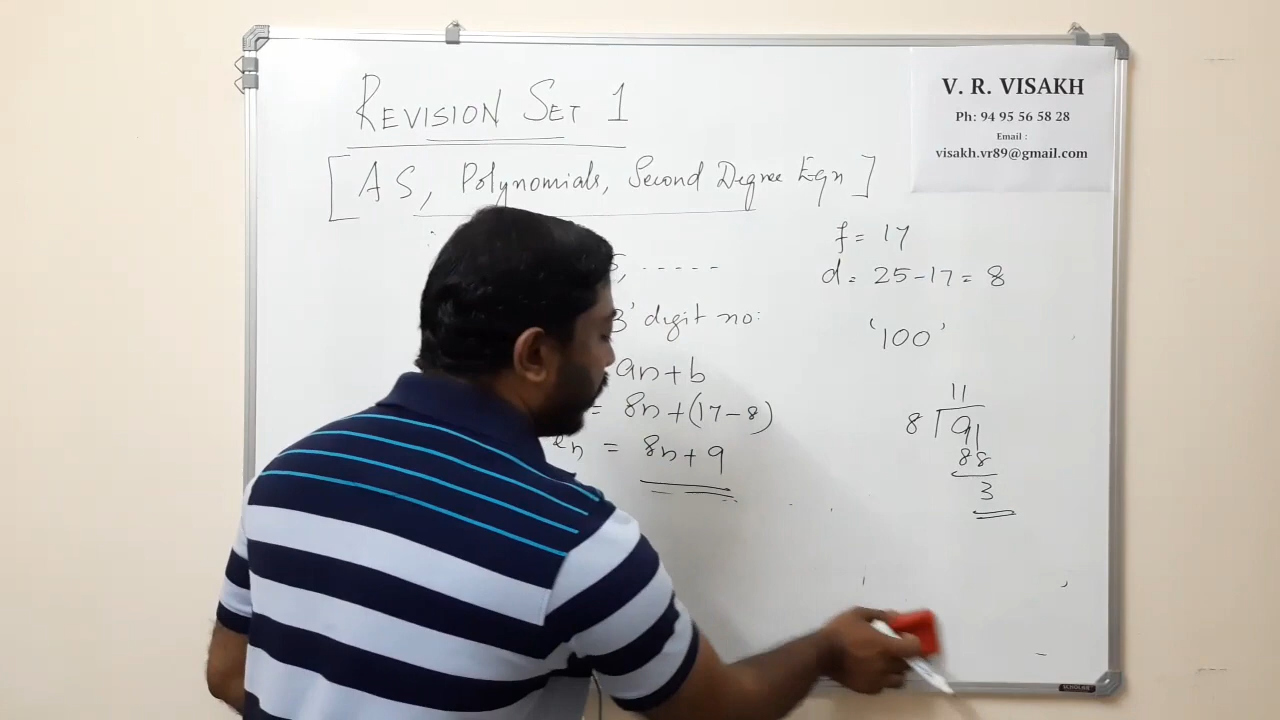 REVISION SET 1
[AS, Polynomials, Second Degree Eqn]
V. R. VISAKH
Ph: 94 95 56 58 28
Email :
visakh.vr89@gmail.com
, -----
3' digit no:
an+b
= 8n+(17-8)
n = 8n+9
f = 17
d = 25-17 = 8
'100'
11
8 91
88
3
SCHOLAR